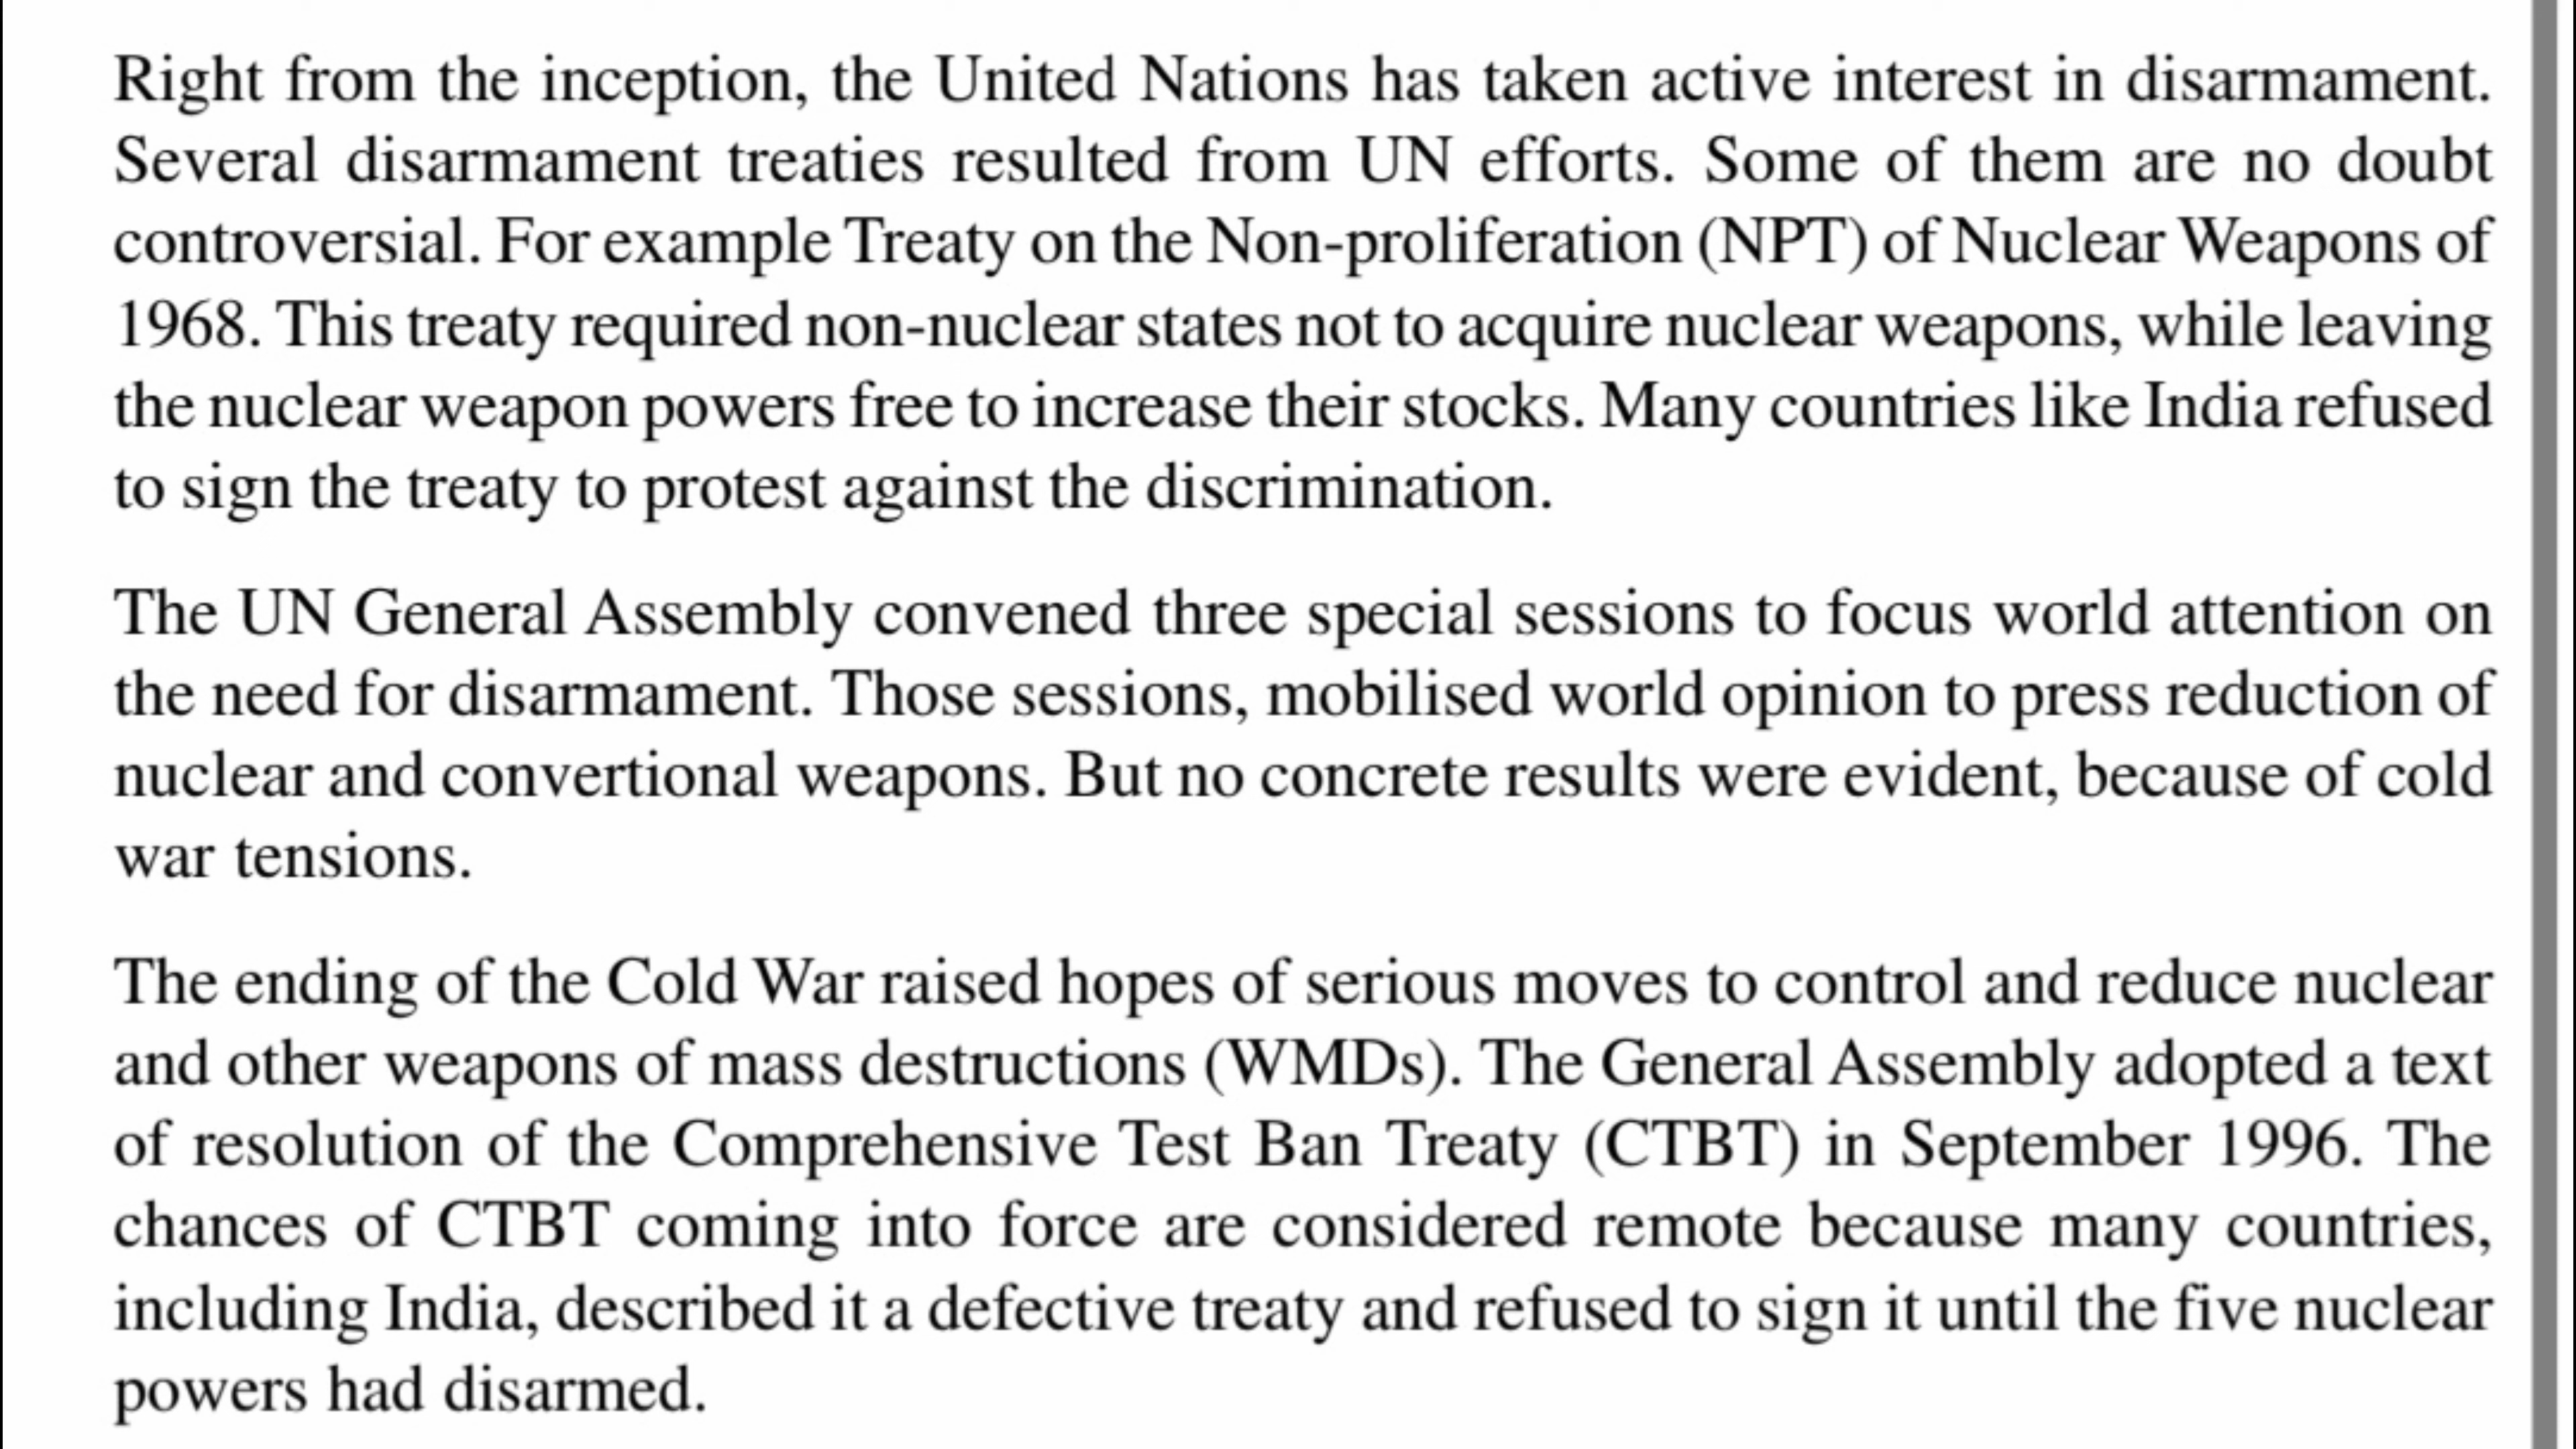 Right from the inception, the United Nations has taken active interest in disarmament.
Several disarmament treaties resulted from UN efforts. Some of them are no doubt
controversial. For example Treaty on the Non-proliferation (NPT) of Nuclear Weapons of
1968. This treaty required non-nuclear states not to acquire nuclear weapons, while leaving
the nuclear weapon powers free to increase their stocks. Many countries like India refused
to sign the treaty to protest against the discrimination.
The UN General Assembly convened three special sessions to focus world attention on
the need for disarmament. Those sessions, mobilised world opinion to press reduction of
nuclear and convertional weapons. But no concrete results were evident, because of cold
war tensions.
The ending of the Cold War raised hopes of serious moves to control and reduce nuclear
and other weapons of mass destructions (WMDs). The General Assembly adopted a text
of resolution of the Comprehensive Test Ban Treaty (CTBT) in September 1996. The
chances of CTBT coming into force are considered remote because many countries,
including India, described it a defective treaty and refused to sign it until the five nuclear
powers had disarmed.